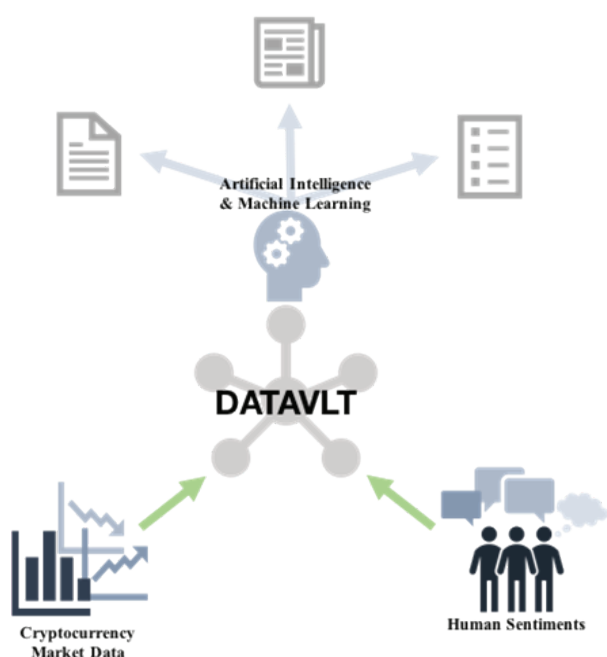 Artificial Intelligence
& Machine Learning
DATAVLT
Cryptocurrency
Market Data
Human Sentiments